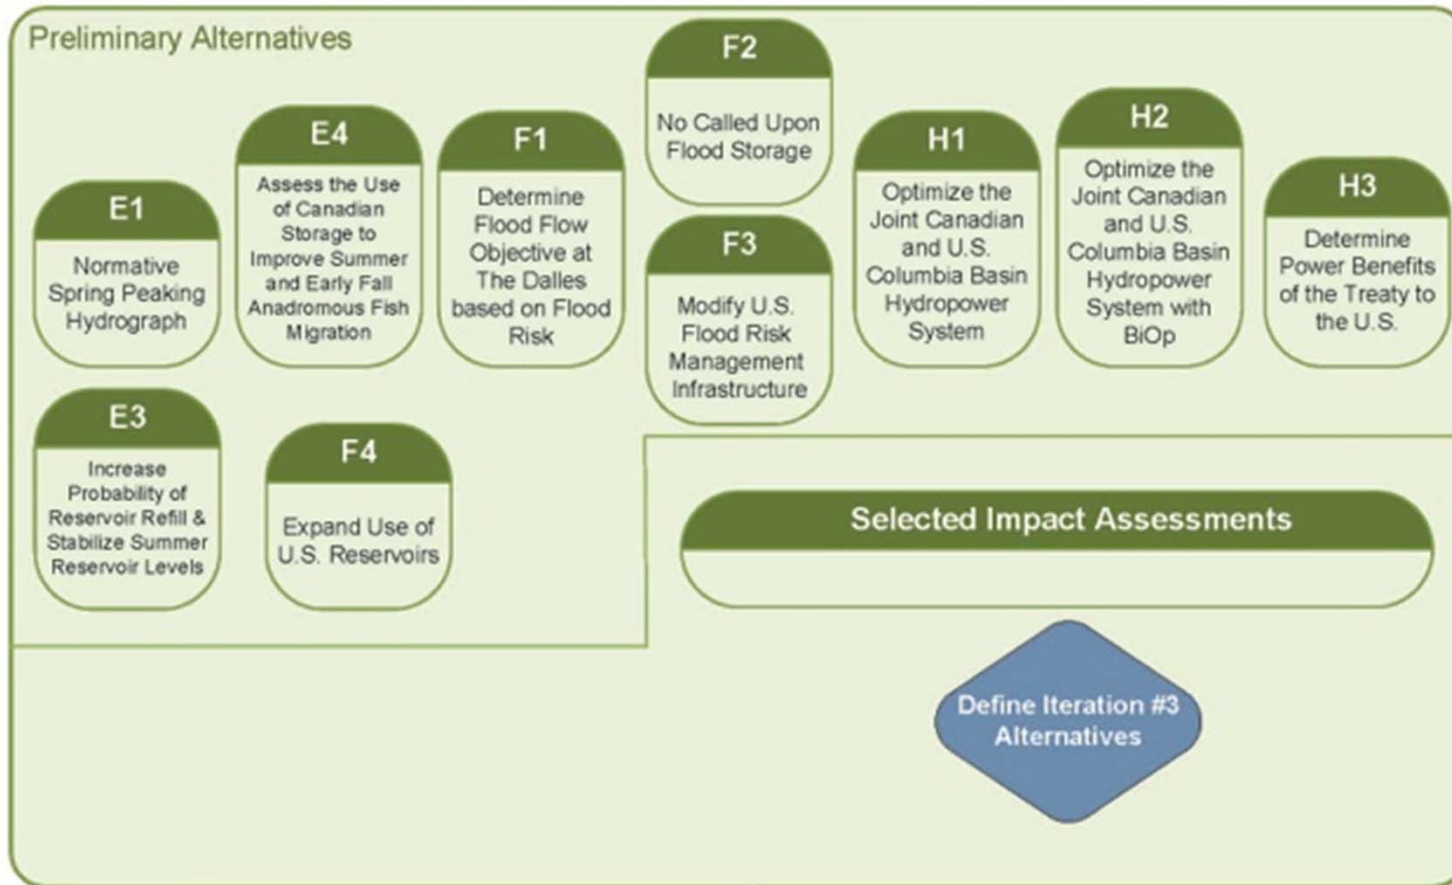 Preliminary Alternatives
E1
Normative
Spring Peaking
Hydrograph
E4
Assess the Use
of Canadian
Storage to
Improve Summer
and Early Fall
Anadromous Fish
Migration
F1
Determine
Flood Flow
Objective at
The Dalles
based on Flood
Risk
F2
No Called Upon
Flood Storage
F3
Modify U.S.
Flood Risk
Management
Infrastructure
H1
Optimize the
Joint Canadian
and U.S.
Columbia Basin
Hydropower
System
H2
Optimize the
Joint Canadian
and U.S.
Columbia Basin
Hydropower
System with
BiOp
H3
Determine
Power Benefits
of the Treaty to
the U.S.
E3
Increase
Probability of
Reservoir Refill &
Stabilize Summer
Reservoir Levels
F4
Expand Use of
U.S. Reservoirs
Selected Impact Assessments
Define Iteration #3
Alternatives